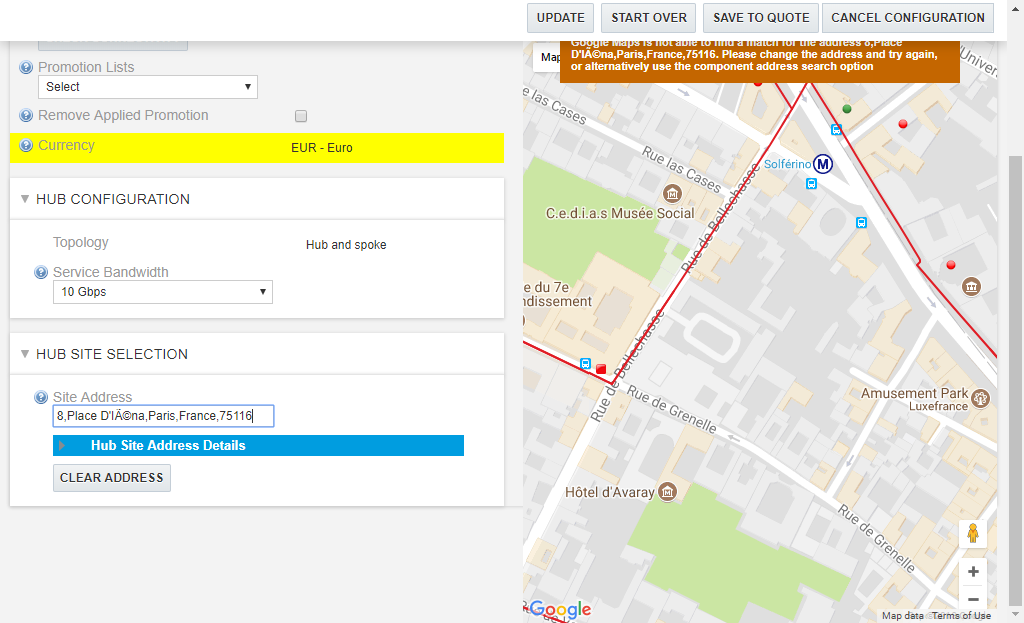 UPDATE
START OVER
SAVE TO QUOTE
CANCEL CONFIGURATION
Promotion Lists
Select
Remove Applied Promotion
Currency
EUR - Euro
HUB CONFIGURATION
Topology
Hub and spoke
Service Bandwidth
10 Gbps
HUB SITE SELECTION
Site Address
8,Place D'IÃ©na,Paris,France,75116
Hub Site Address Details
CLEAR ADDRESS
Map
Google Maps is not able to find a match for the address 8,Place
D'IÃ©na,Paris,France,75116. Please change the address and try again,
or alternatively use the component address search option
l'Univer
e las Cases
Rue las Cases
Solférino
M
C.e.d.i.a.s Musée Social
Rue de Bellechasse
e du 7e
ndissement
Rue de Bellechasse
Rue de Bellechasse
Rue de Grenelle
Amusement Park
Luxefrance
Hôtel d'Avaray
Rue de Grenelle
+
−
Google
Map data
Terms of Use